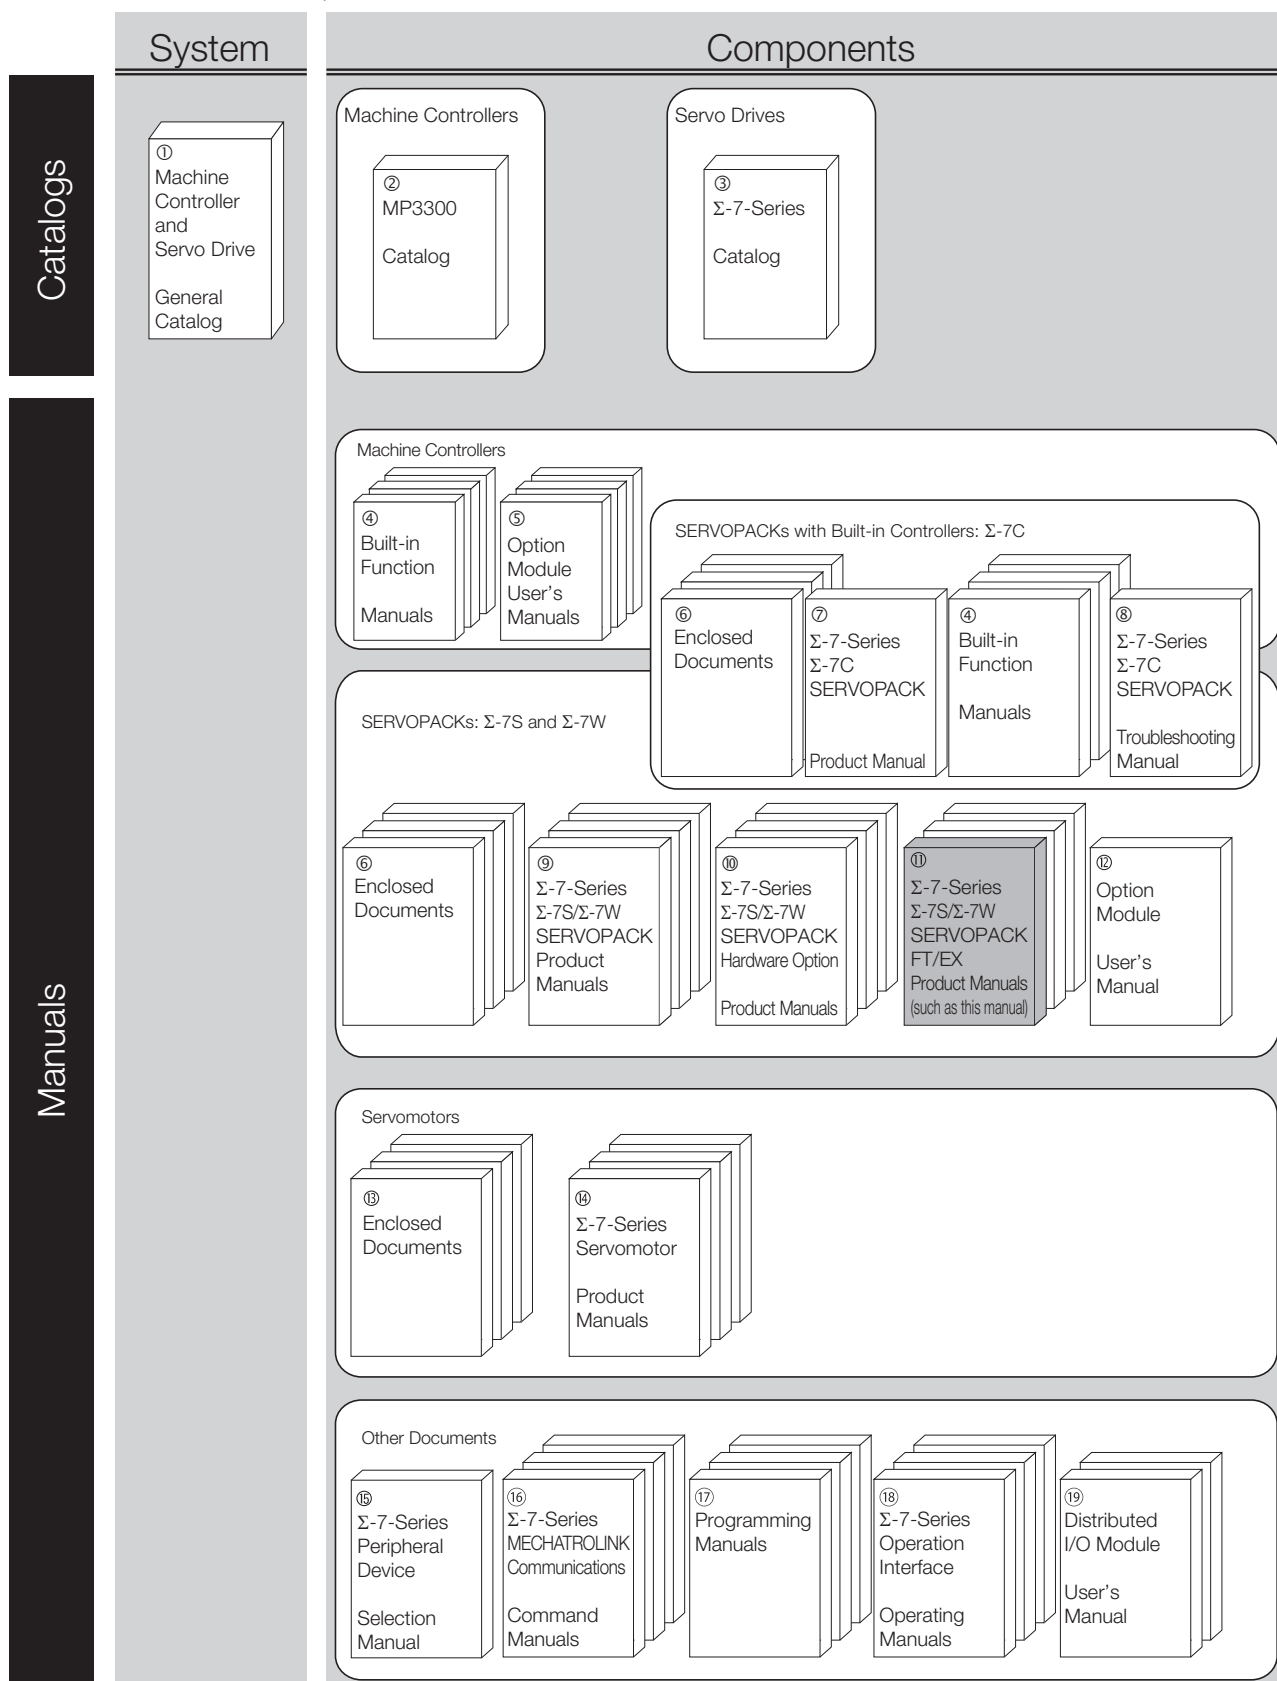 System
Components
Catalogs
①
Machine
Controller
and
Servo Drive
General
Catalog
Machine Controllers
②
MP3300
Catalog
Servo Drives
③
Σ-7-Series
Catalog
Manuals
Machine Controllers
④
Built-in
Function
Manuals
⑤
Option
Module
User's
Manuals
SERVOPACKs with Built-in Controllers: Σ-7C
⑥
Enclosed
Documents
⑦
Σ-7-Series
Σ-7C
SERVOPACK
Product Manual
④
Built-in
Function
Manuals
⑧
Σ-7-Series
Σ-7C
SERVOPACK
Troubleshooting
Manual
SERVOPACKs: Σ-7S and Σ-7W
⑥
Enclosed
Documents
⑨
Σ-7-Series
Σ-7S/Σ-7W
SERVOPACK
Product
Manuals
⑩
Σ-7-Series
Σ-7S/Σ-7W
SERVOPACK
Hardware Option
Product Manuals
⑪
Σ-7-Series
Σ-7S/Σ-7W
SERVOPACK
FT/EX
Product Manuals
(such as this manual)
⑫
Option
Module
User's
Manual
Servomotors
⑬
Enclosed
Documents
⑭
Σ-7-Series
Servomotor
Product
Manuals
Other Documents
⑮
Σ-7-Series
Peripheral
Device
Selection
Manual
⑯
Σ-7-Series
MECHATROLINK
Communications
Command
Manuals
⑰
Programming
Manuals
⑱
Σ-7-Series
Operation
Interface
Operating
Manuals
⑲
Distributed
I/O Module
User's
Manual